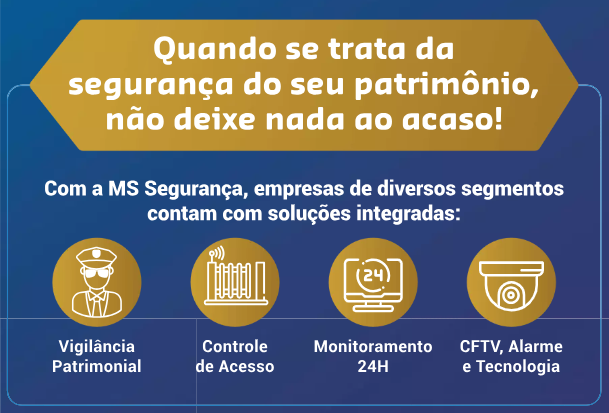 Quando se trata da
segurança do seu patrimônio,
não deixe nada ao acaso!
Com a MS Segurança, empresas de diversos segmentos
contam com soluções integradas:
24
Vigilância
Patrimonial
Controle
de Acesso
Monitoramento
24H
CFTV, Alarme
e Tecnologia